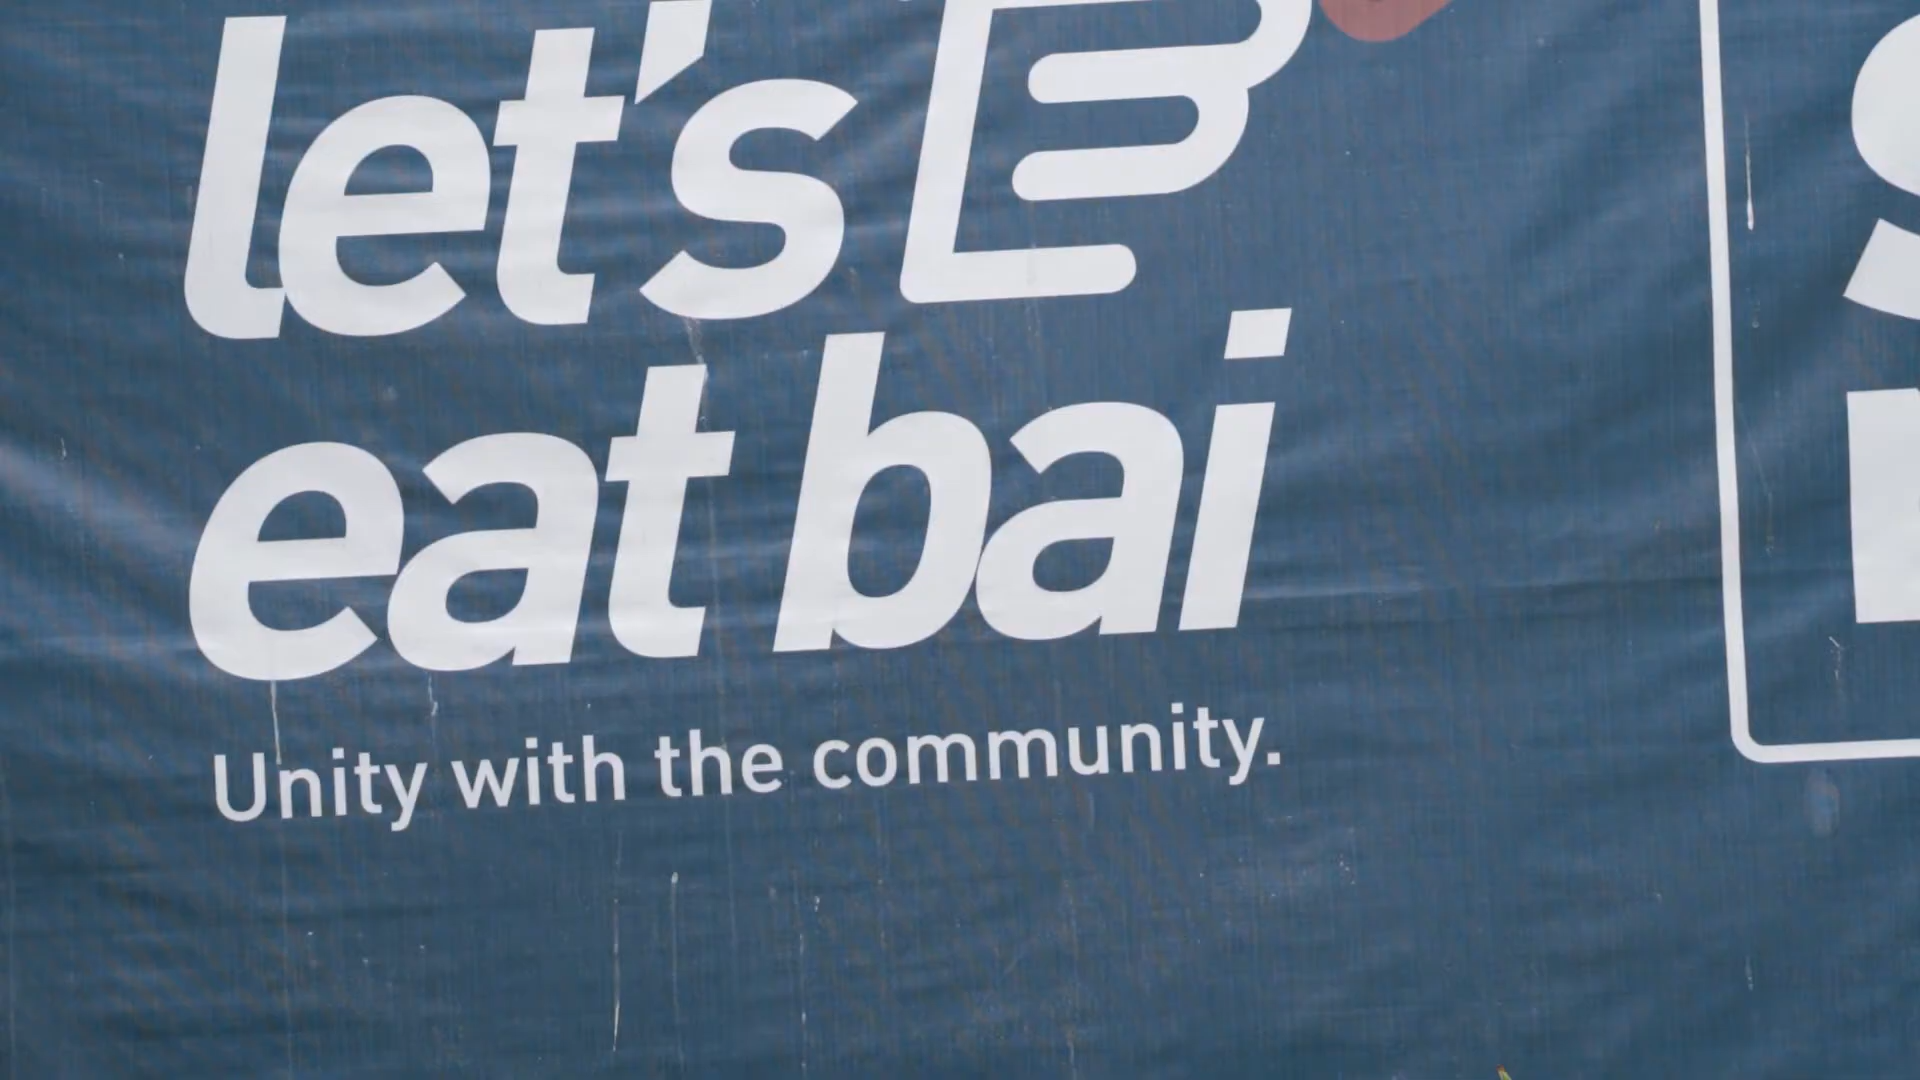 let's
eat bai
Unity with the community.